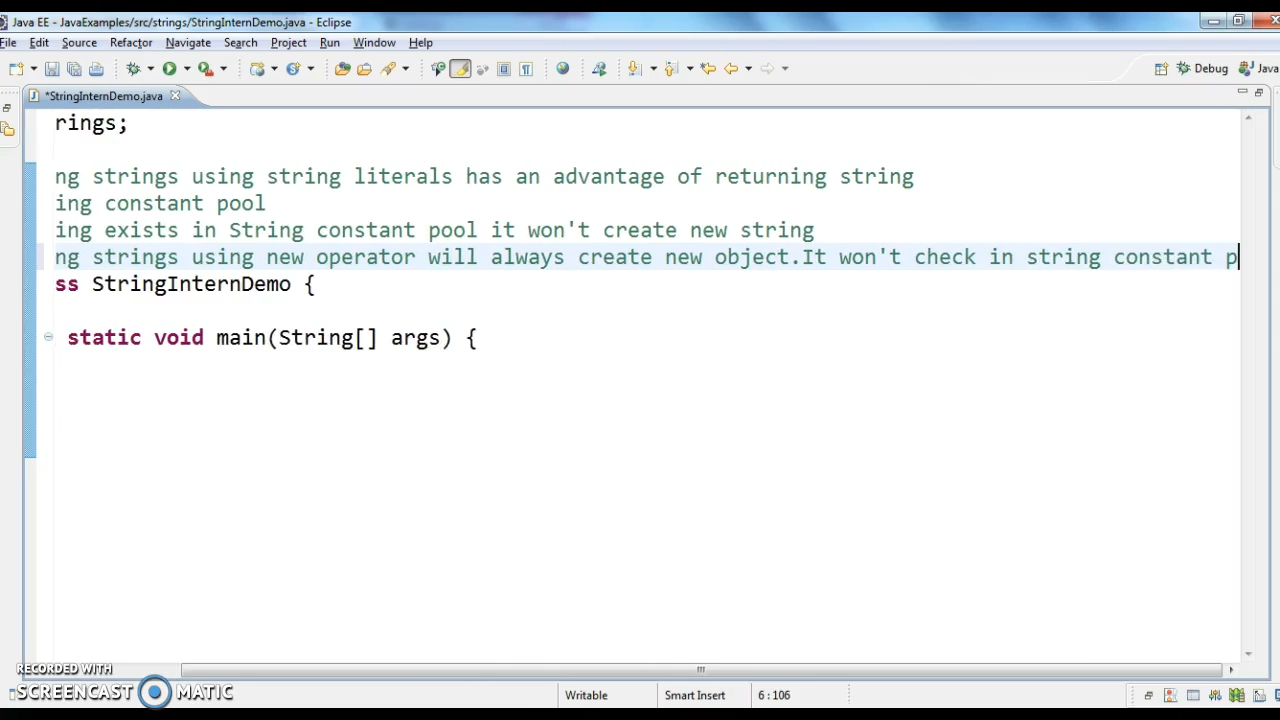 Java EE - JavaExamples/src/strings/StringInternDemo.java - Eclipse
File Edit Source Refactor Navigate Search Project Run Window Help
Debug Java
*StringInternDemo.java
rings;
ng strings using string literals has an advantage of returning string
ing constant pool
ing exists in String constant pool it won't create new string
ng strings using new operator will always create new object.It won't check in string constant p
ss StringInternDemo {
static void main(String[] args) {
RECORDED WITH
SCREENCAST MATIC
Writable Smart Insert 6 : 106